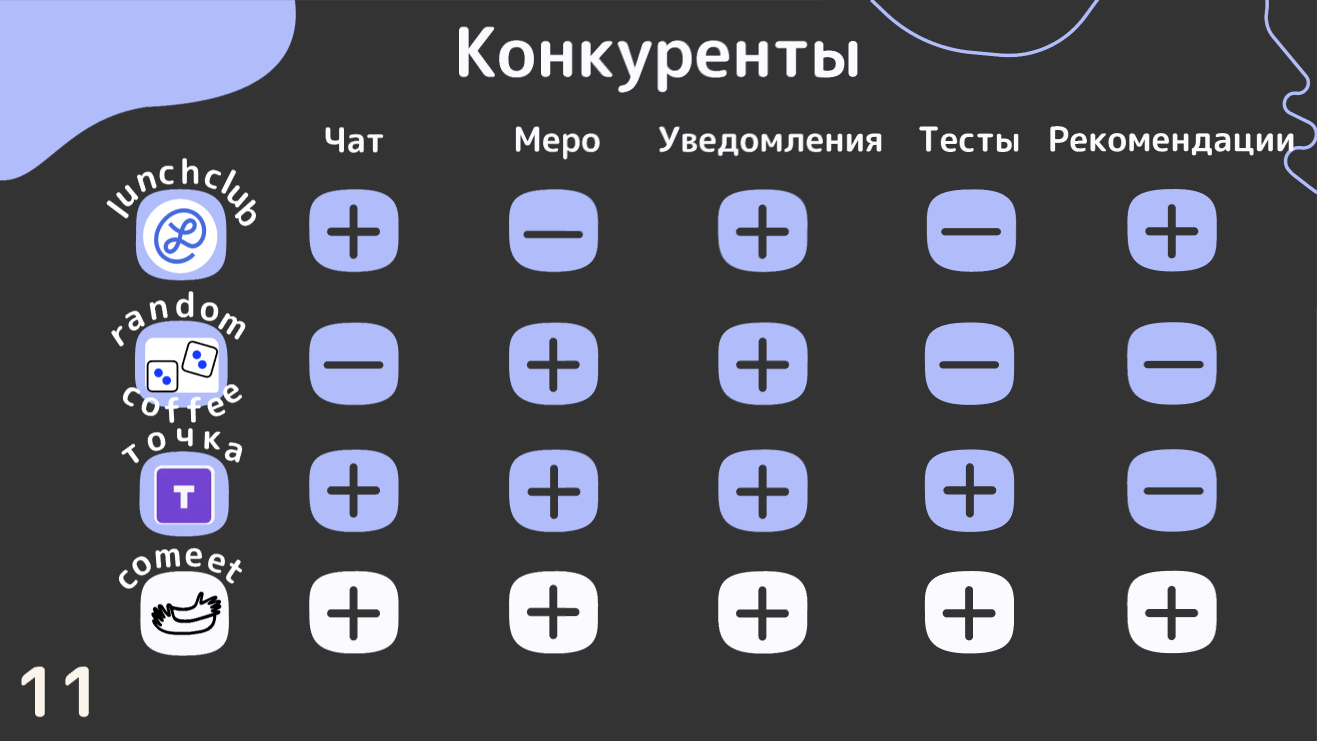 Конкуренты
Чат Меро Уведомления Тесты Рекомендации
lunchclub
+ — + — +
random
coffee
— + + — —
точка
т
+ + + + —
comeet
+ + + + +
11